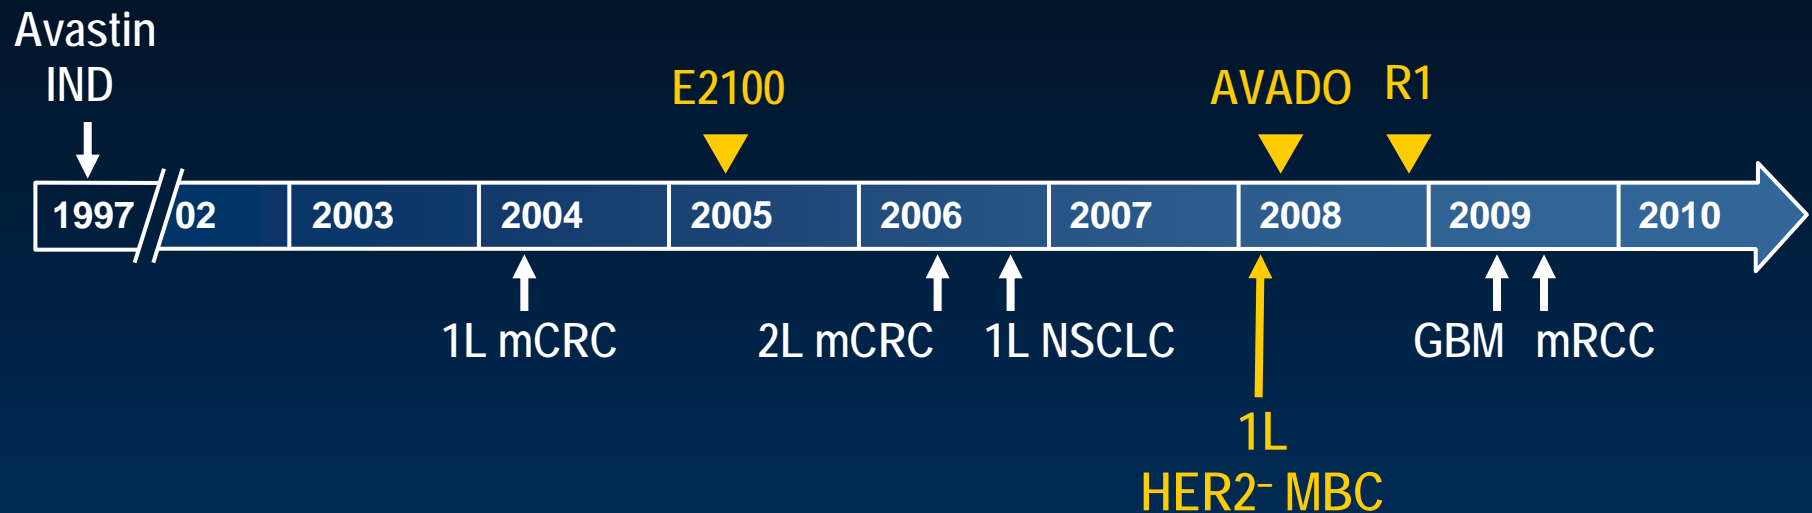 Avastin
IND
E2100
AVADO
R1
1997
02
2003
2004
2005
2006
2007
2008
2009
2010
1L mCRC
2L mCRC
1L NSCLC
GBM
mRCC
1L
HER2⁻ MBC